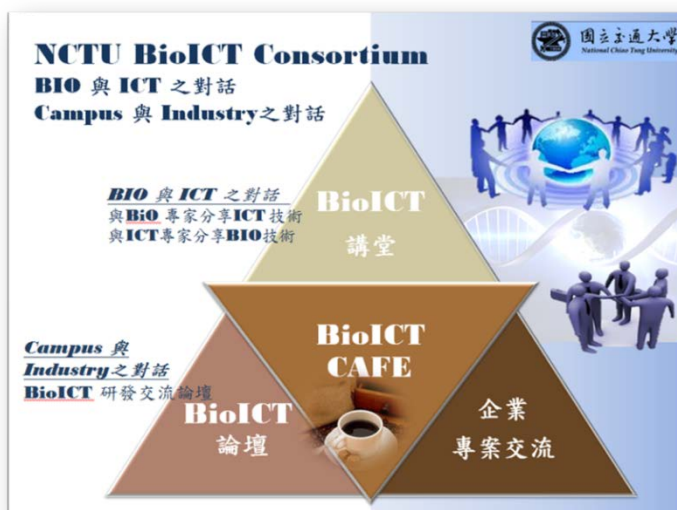 NCTU BioICT Consortium
BIO 與 ICT 之對話
Campus 與 Industry之對話
國立交通大學
National Chiao Tung University
BIO 與 ICT 之對話
與BiO 專家分享ICT 技術
與ICT專家分享BIO技術
BioICT
講堂
BioICT
CAFE
Campus 與
Industry之對話
BioICT 研發交流論壇
BioICT
論壇
企業
專案交流